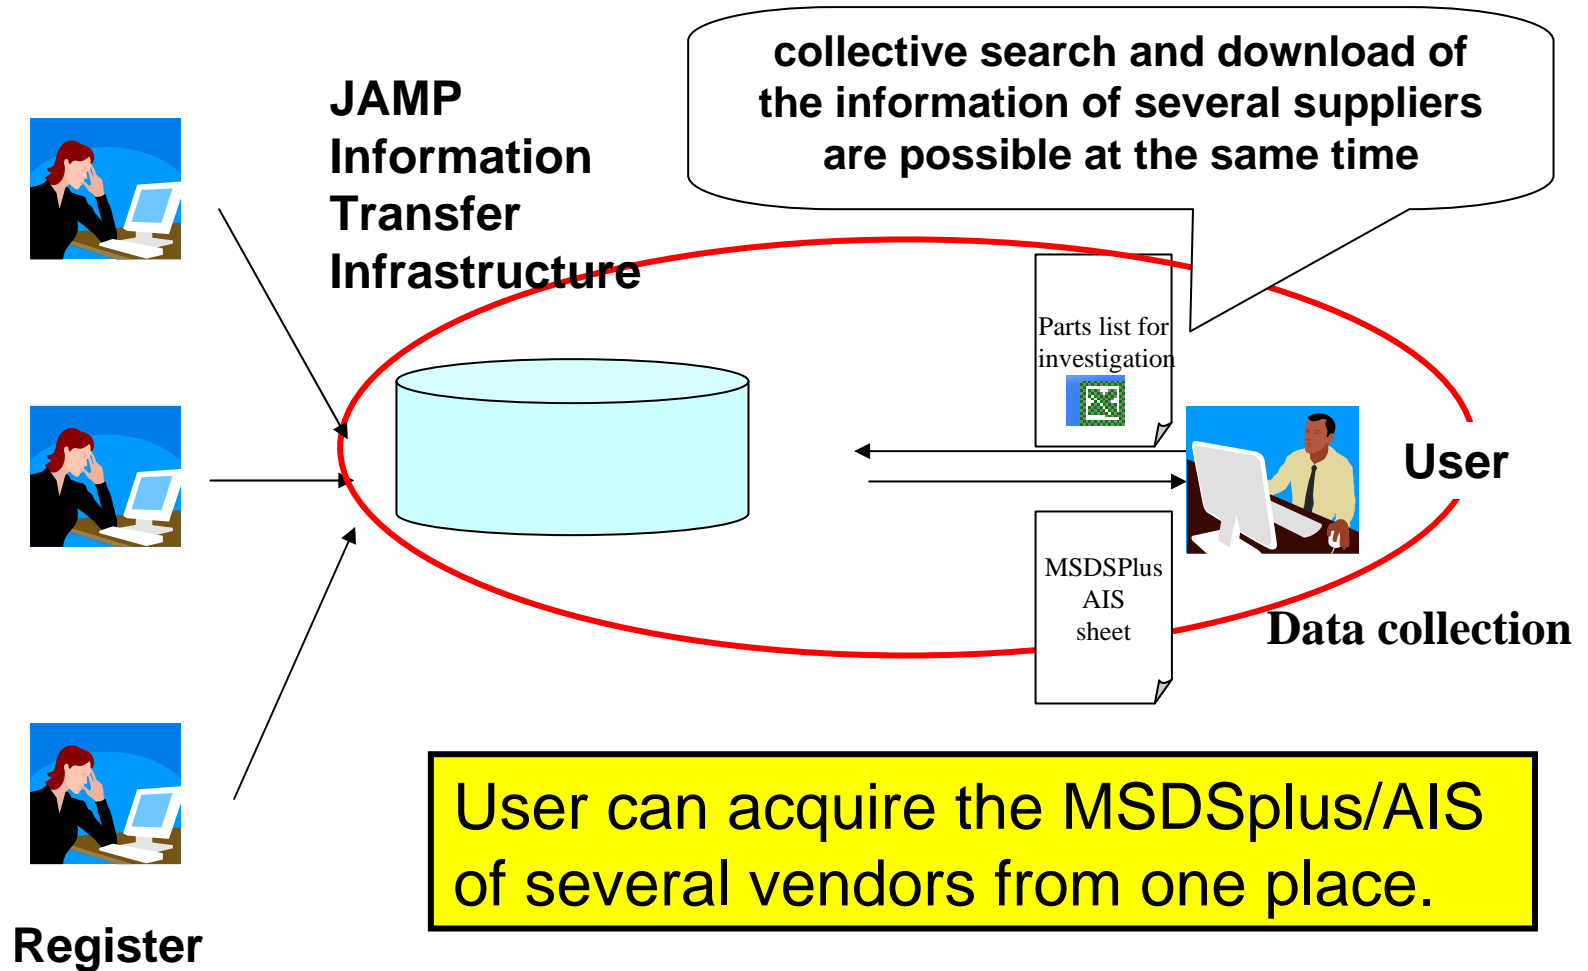 collective search and download of
the information of several suppliers
are possible at the same time
JAMP
Information
Transfer
Infrastructure
Parts list for
investigation
User
MSDSPlus
AIS
sheet
Data collection
User can acquire the MSDSplus/AIS
of several vendors from one place.
Register